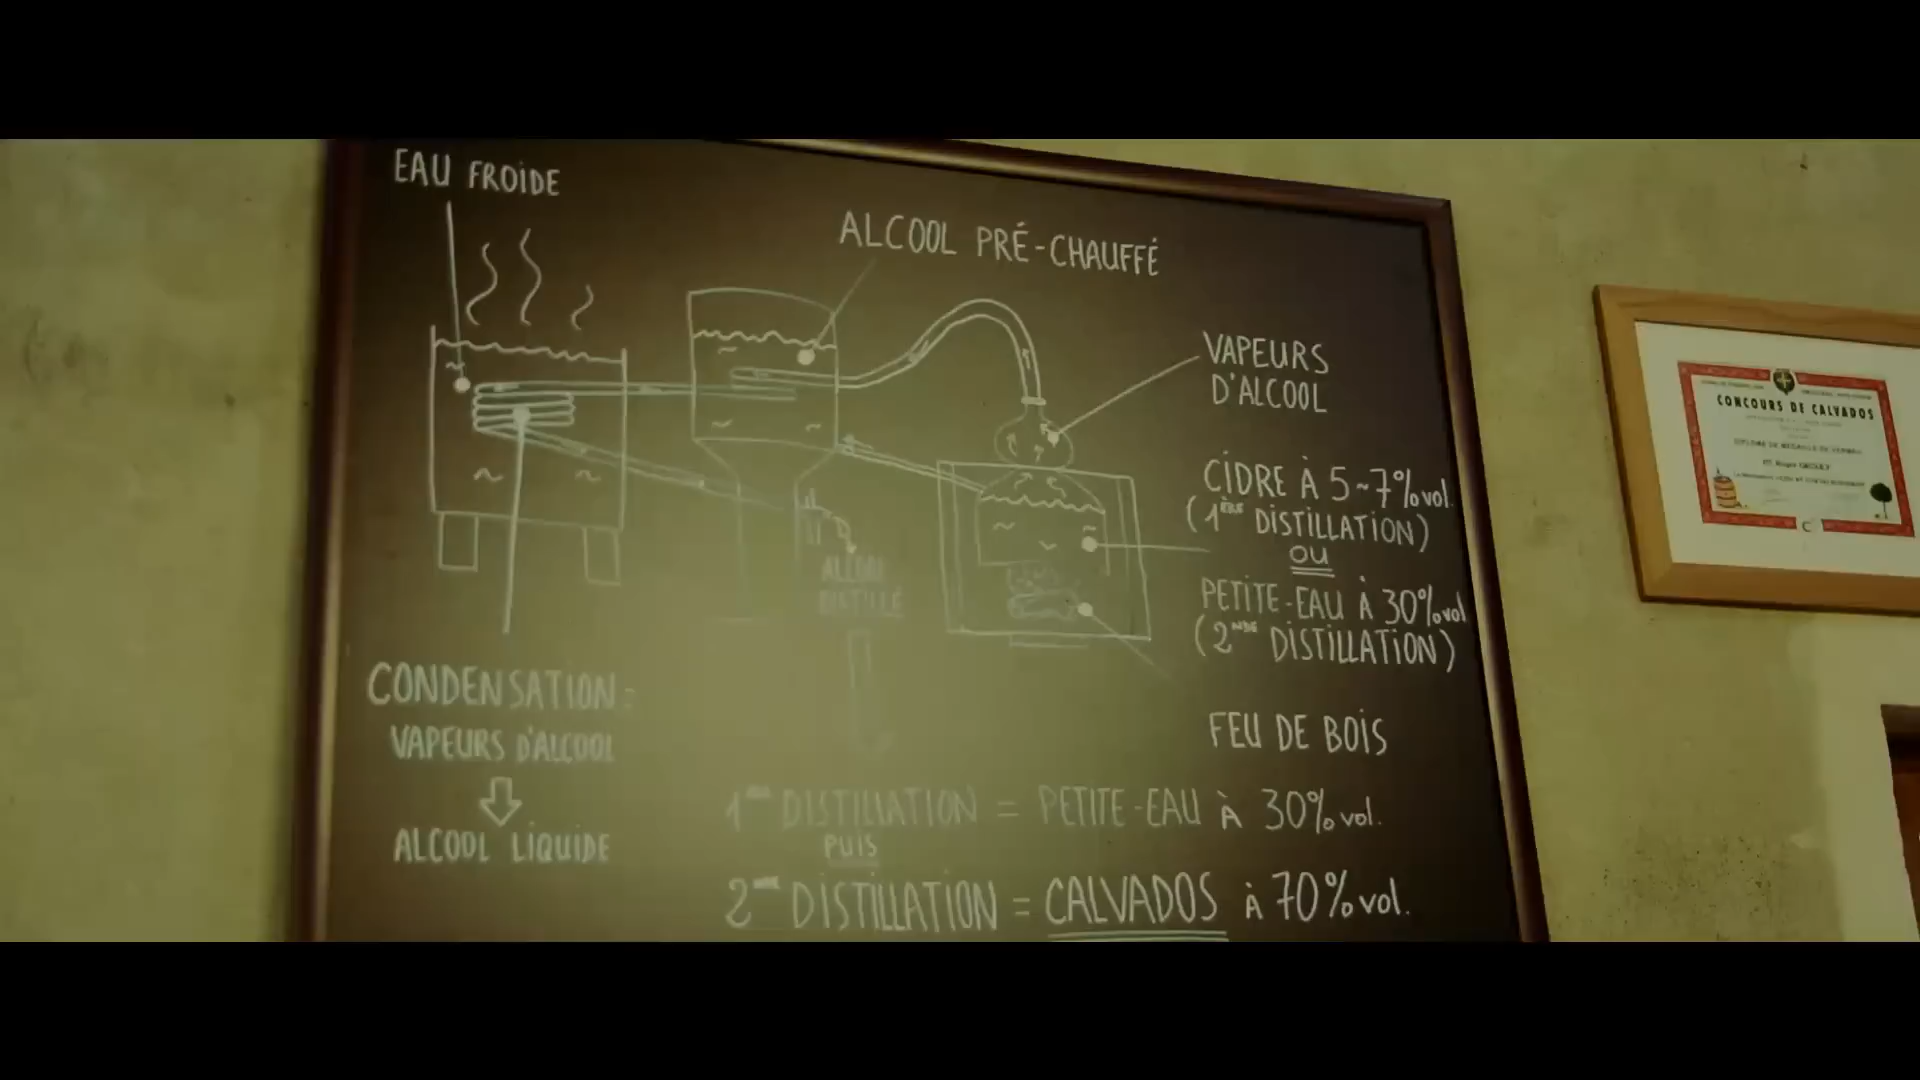 EAU FROIDE
ALCOOL PRÉ-CHAUFFÉ
VAPEURS
D'ALCOOL
CIDRE À 5~7% vol.
(1ÈRE DISTILLATION)
OU
PETITE-EAU À 30% vol
(2NDE DISTILLATION)
FEU DE BOIS
ALCOOL
DISTILLÉ
CONDENSATION:
VAPEURS D'ALCOOL
ALCOOL LIQUIDE
DISTILLATION = PETITE-EAU À 30% vol.
PUIS
DISTILLATION = CALVADOS À 70% vol.
CONCOURS DE CALVADOS